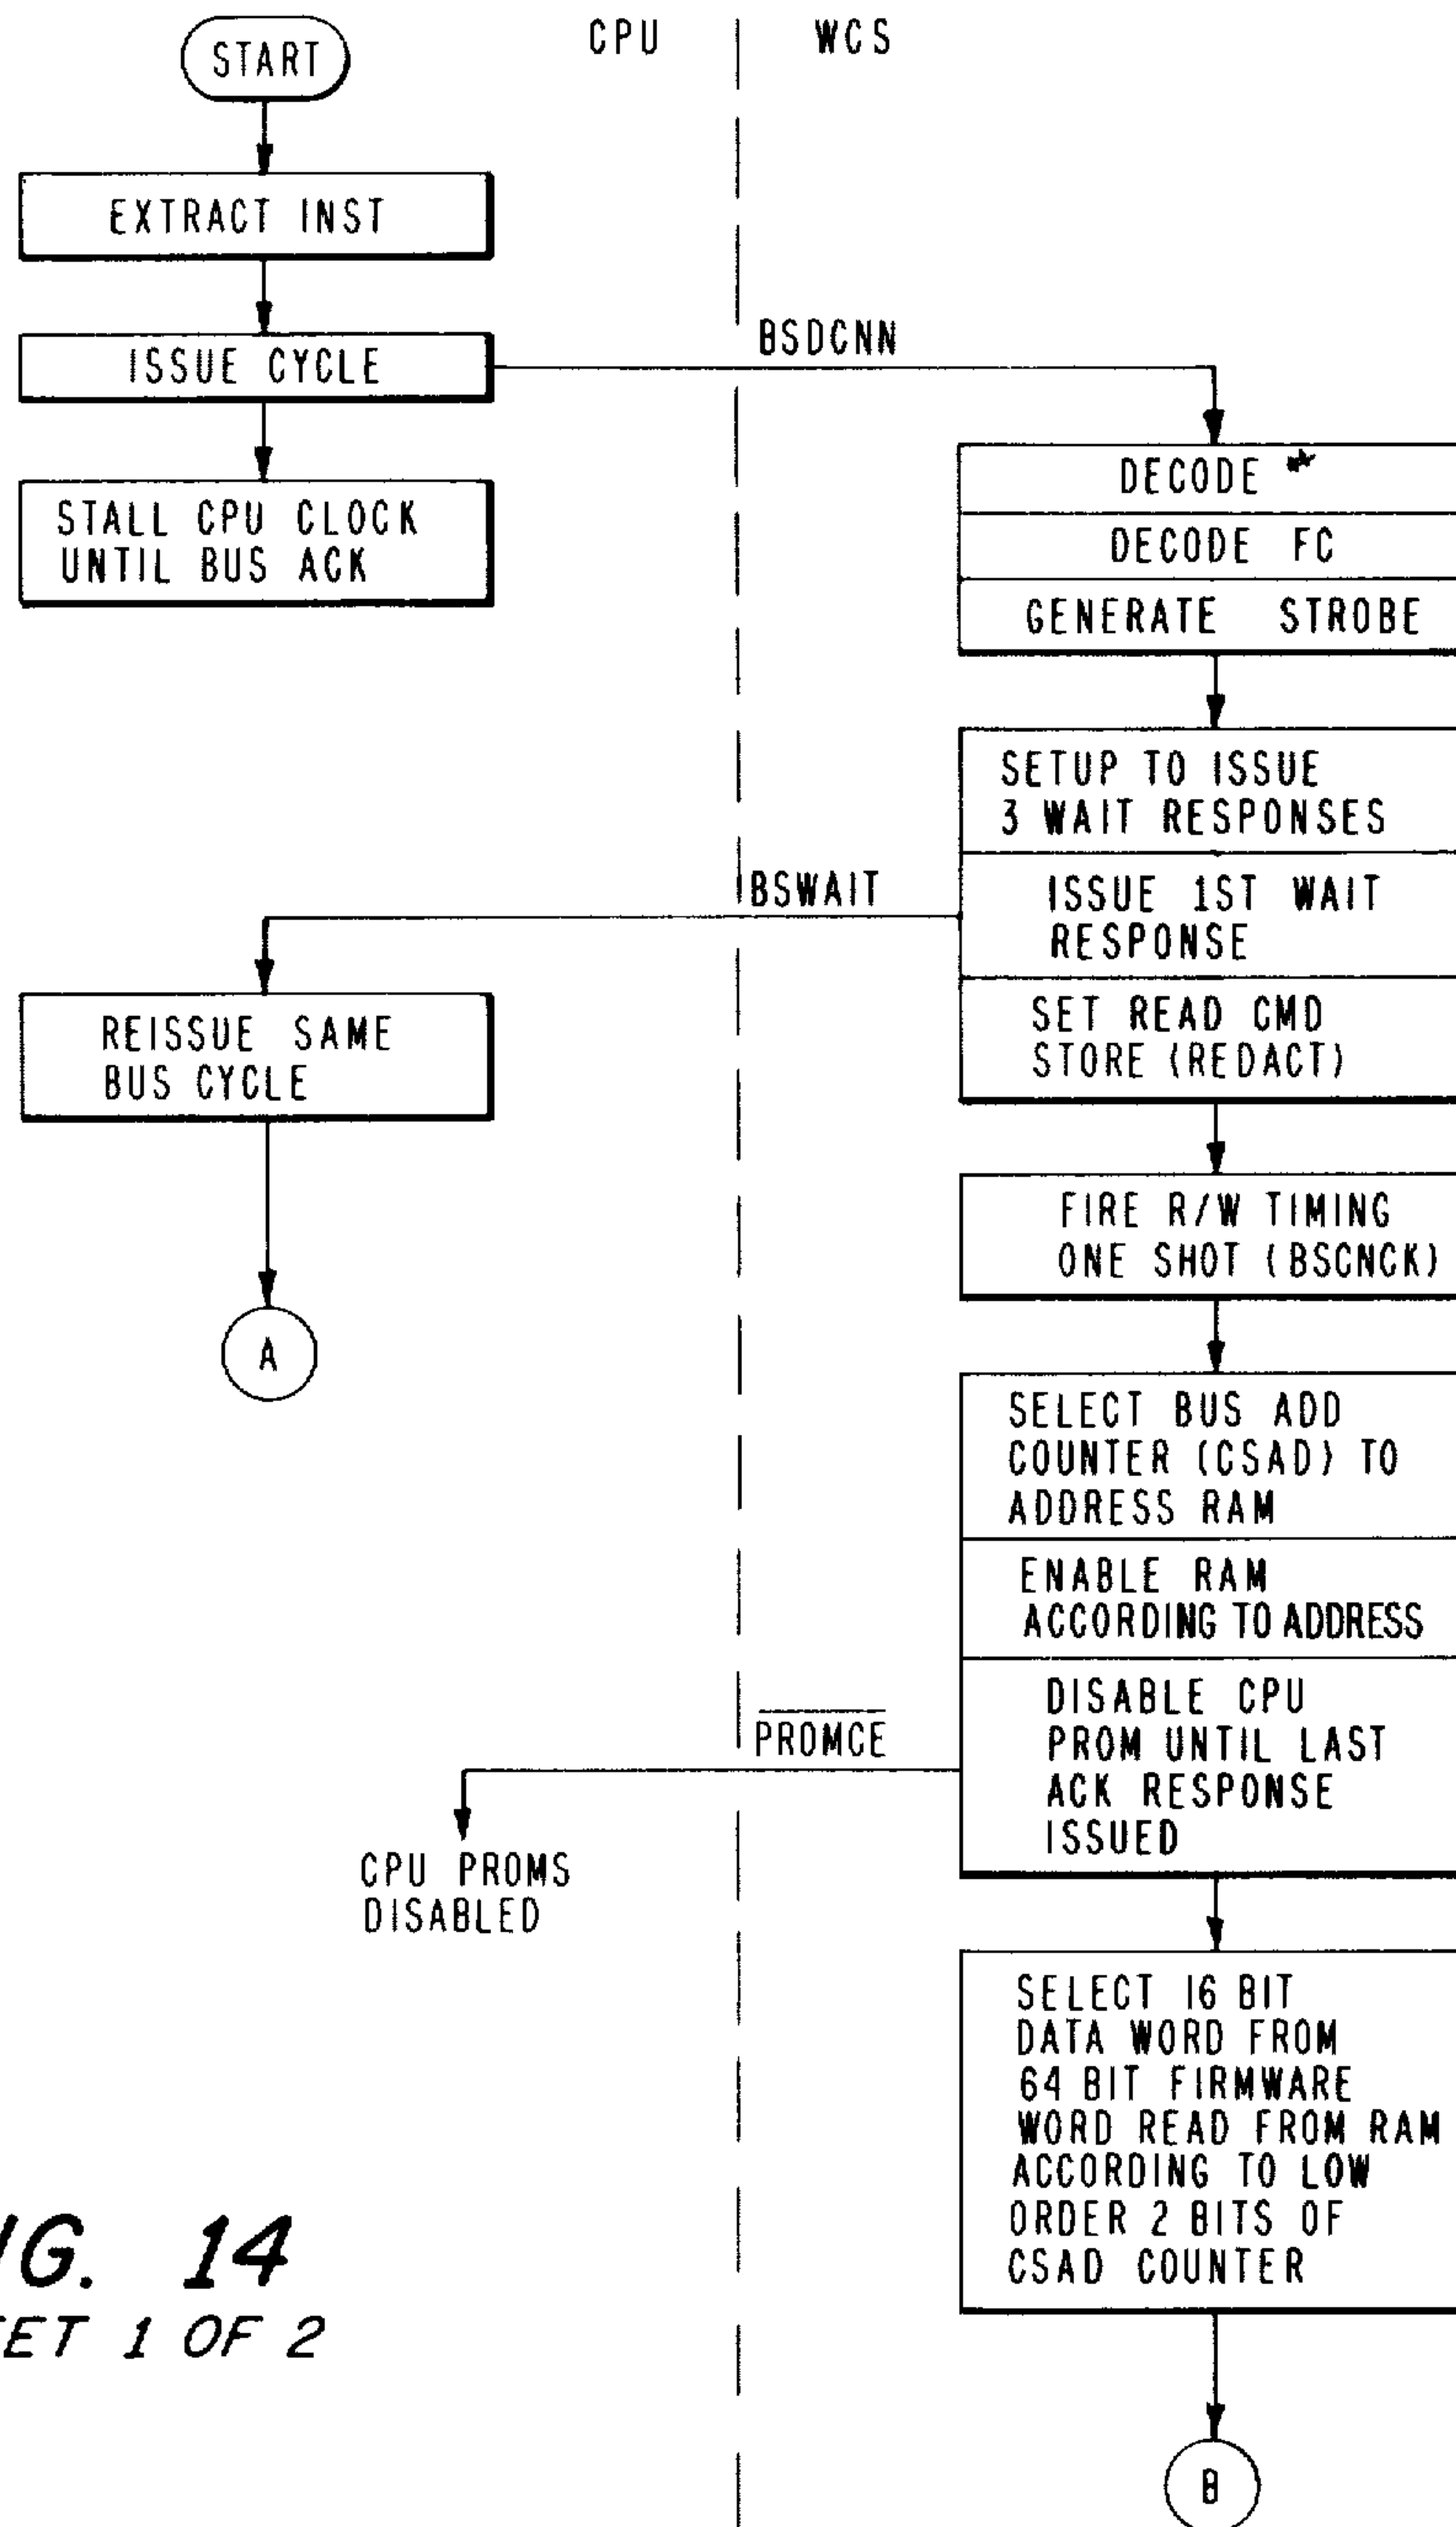 CPU
WCS
START
EXTRACT INST
ISSUE CYCLE
BSDCNN
STALL CPU CLOCK
UNTIL BUS ACK
DECODE
DECODE FC
GENERATE STROBE
SETUP TO ISSUE
3 WAIT RESPONSES
ISSUE 1ST WAIT
RESPONSE
SET READ CMD
STORE (REDACT)
BSWAIT
REISSUE SAME
BUS CYCLE
A
FIRE R/W TIMING
ONE SHOT (BSCNCK)
SELECT BUS ADD
COUNTER (CSAD) TO
ADDRESS RAM
ENABLE RAM
ACCORDING TO ADDRESS
DISABLE CPU
PROM UNTIL LAST
ACK RESPONSE
ISSUED
PROMCE
CPU PROMS
DISABLED
SELECT 16 BIT
DATA WORD FROM
64 BIT FIRMWARE
WORD READ FROM RAM
ACCORDING TO LOW
ORDER 2 BITS OF
CSAD COUNTER
B
G. 14
ET 1 OF 2